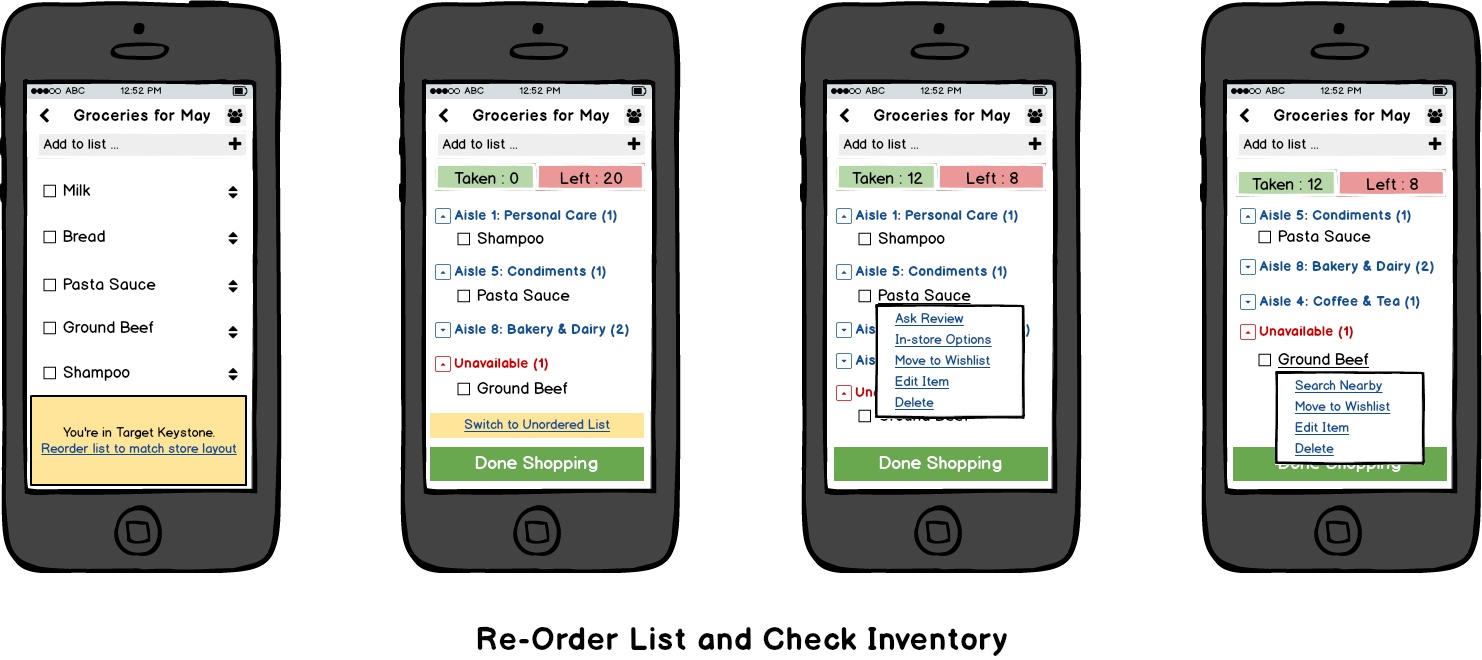 ABC 12:52 PM
Groceries for May
Add to list ...
Milk
Bread
Pasta Sauce
Ground Beef
Shampoo
You're in Target Keystone.
Reorder list to match store layout
ABC 12:52 PM
Groceries for May
Add to list ...
Taken : 0 Left : 20
Aisle 1: Personal Care (1)
Shampoo
Aisle 5: Condiments (1)
Pasta Sauce
Aisle 8: Bakery & Dairy (2)
Unavailable (1)
Ground Beef
Switch to Unordered List
Done Shopping
ABC 12:52 PM
Groceries for May
Add to list ...
Taken : 12 Left : 8
Aisle 1: Personal Care (1)
Shampoo
Aisle 5: Condiments (1)
Pasta Sauce
Ask Review
In-store Options
Move to Wishlist
Edit Item
Delete
Done Shopping
ABC 12:52 PM
Groceries for May
Add to list ...
Taken : 12 Left : 8
Aisle 5: Condiments (1)
Pasta Sauce
Aisle 8: Bakery & Dairy (2)
Aisle 4: Coffee & Tea (1)
Unavailable (1)
Ground Beef
Search Nearby
Move to Wishlist
Edit Item
Delete
Done Shopping
Re-Order List and Check Inventory